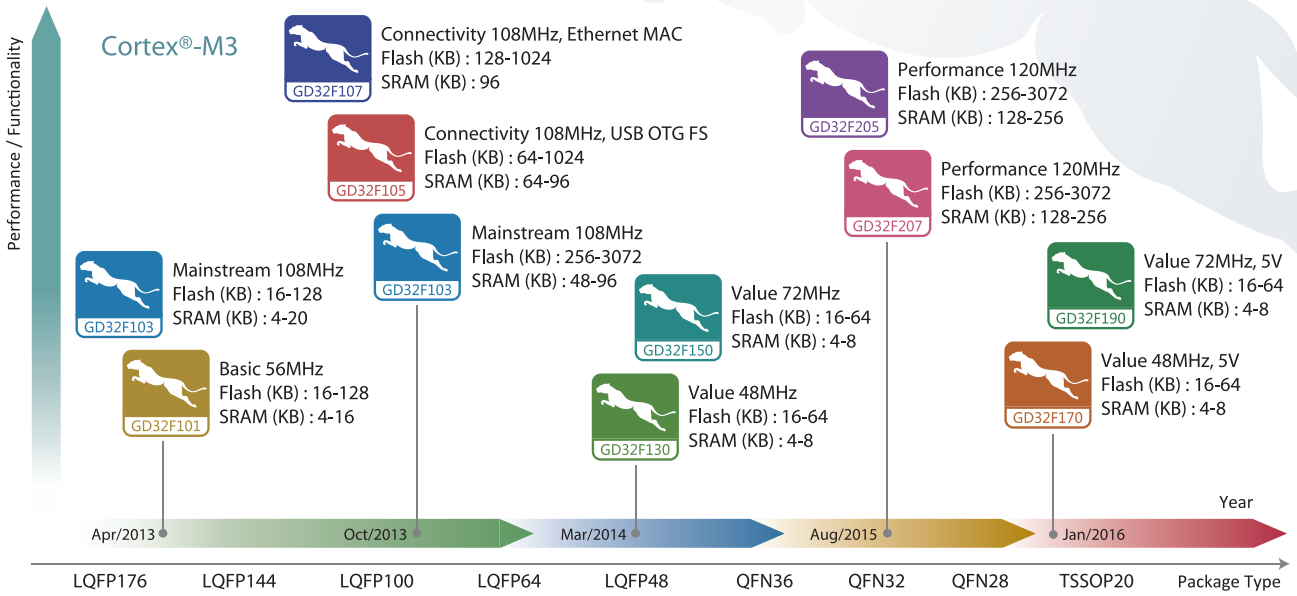 Performance / Functionality
Cortex®-M3
GD32F107
Connectivity 108MHz, Ethernet MAC
Flash (KB) : 128-1024
SRAM (KB) : 96
GD32F105
Connectivity 108MHz, USB OTG FS
Flash (KB) : 64-1024
SRAM (KB) : 64-96
GD32F103
Mainstream 108MHz
Flash (KB) : 256-3072
SRAM (KB) : 48-96
GD32F103
Mainstream 108MHz
Flash (KB) : 16-128
SRAM (KB) : 4-20
GD32F101
Basic 56MHz
Flash (KB) : 16-128
SRAM (KB) : 4-16
GD32F150
Value 72MHz
Flash (KB) : 16-64
SRAM (KB) : 4-8
GD32F130
Value 48MHz
Flash (KB) : 16-64
SRAM (KB) : 4-8
GD32F205
Performance 120MHz
Flash (KB) : 256-3072
SRAM (KB) : 128-256
GD32F207
Performance 120MHz
Flash (KB) : 256-3072
SRAM (KB) : 128-256
GD32F190
Value 72MHz, 5V
Flash (KB) : 16-64
SRAM (KB) : 4-8
GD32F170
Value 48MHz, 5V
Flash (KB) : 16-64
SRAM (KB) : 4-8
Year
Apr/2013
Oct/2013
Mar/2014
Aug/2015
Jan/2016
LQFP176 LQFP144 LQFP100 LQFP64 LQFP48 QFN36 QFN32 QFN28 TSSOP20 Package Type